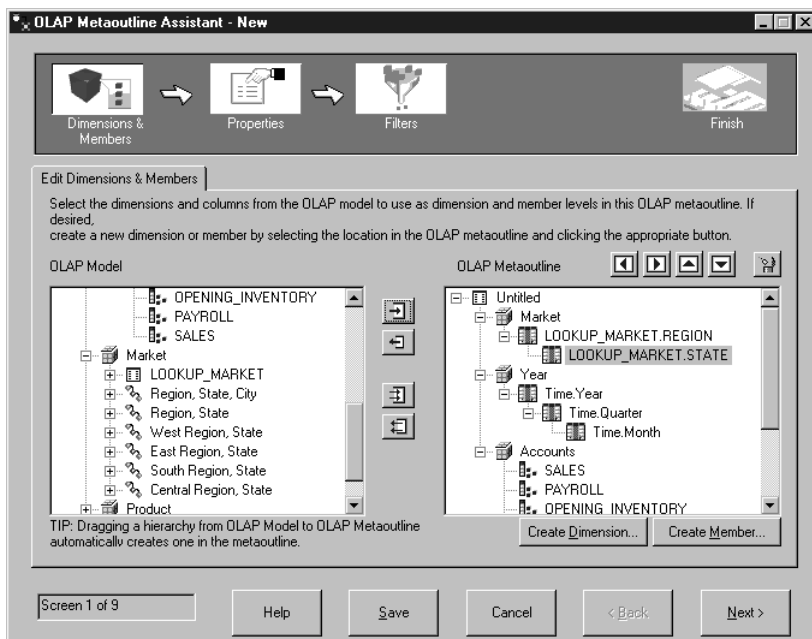 OLAP Metaoutline Assistant - New
Dimensions &
Members
Properties
Filters
Finish
Edit Dimensions & Members
Select the dimensions and columns from the OLAP model to use as dimension and member levels in this OLAP metaoutline. If
desired,
create a new dimension or member by selecting the location in the OLAP metaoutline and clicking the appropriate button.
OLAP Model
OPENING_INVENTORY
PAYROLL
SALES
Market
LOOKUP_MARKET
Region, State, City
Region, State
West Region, State
East Region, State
South Region, State
Central Region, State
Product
TIP: Dragging a hierarchy from OLAP Model to OLAP Metaoutline
automatically creates one in the metaoutline.
OLAP Metaoutline
Untitled
Market
LOOKUP_MARKET.REGION
LOOKUP_MARKET.STATE
Year
Time.Year
Time.Quarter
Time.Month
Accounts
SALES
PAYROLL
OPENING_INVENTORY
Create Dimension...
Create Member...
Screen 1 of 9
Help
Save
Cancel
< Back
Next >